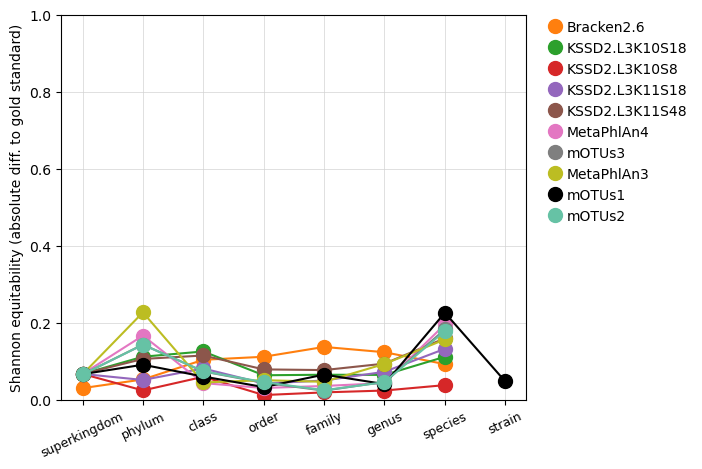 Shannon equitability (absolute diff. to gold standard)
1.0
0.8
0.6
0.4
0.2
0.0
superkingdom
phylum
class
order
family
genus
species
strain
Bracken2.6
KSSD2.L3K10S18
KSSD2.L3K10S8
KSSD2.L3K11S18
KSSD2.L3K11S48
MetaPhlAn4
mOTUs3
MetaPhlAn3
mOTUs1
mOTUs2